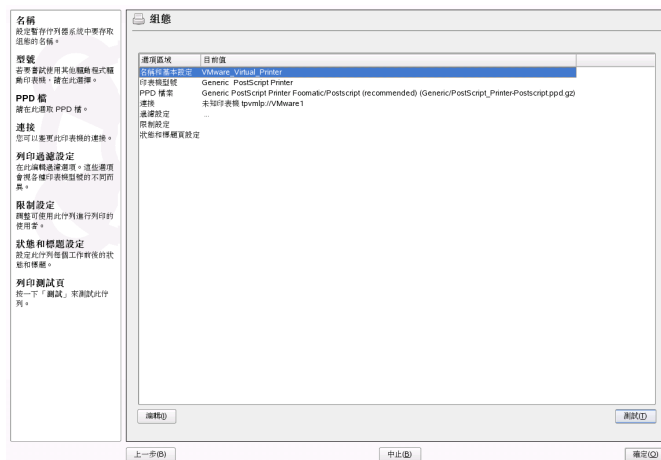 名稱
設定暫存佇列器系統中要存取
組態的名稱。
型號
若要嘗試使用其他驅動程式驅
動印表機，請在此選擇。
PPD 檔
請在此選取 PPD 檔。
連接
您可以變更此印表機的連接。
列印過濾設定
在此編輯過濾選項。這些選項
會視各種印表機型號的不同而
異。
限制設定
調整可使用此佇列進行列印的
使用者。
狀態和標題設定
設定此佇列每個工作前後的狀
態和標題。
列印測試頁
按一下「測試」來測試此佇
列。
組態
選項區域 目前值
名稱和基本設定 VMware_Virtual_Printer
印表機型號 Generic PostScript Printer
PPD 檔案 Generic PostScript Printer Foomatic/Postscript (recommended) (Generic/PostScript_Printer-Postscript.ppd.gz)
連接 未知印表機 tpvmlp://VMware1
過濾設定 ...
限制設定
狀態和標題頁設定
編輯(I) 測試(T)
上一步(B) 中止(B) 確定(O)